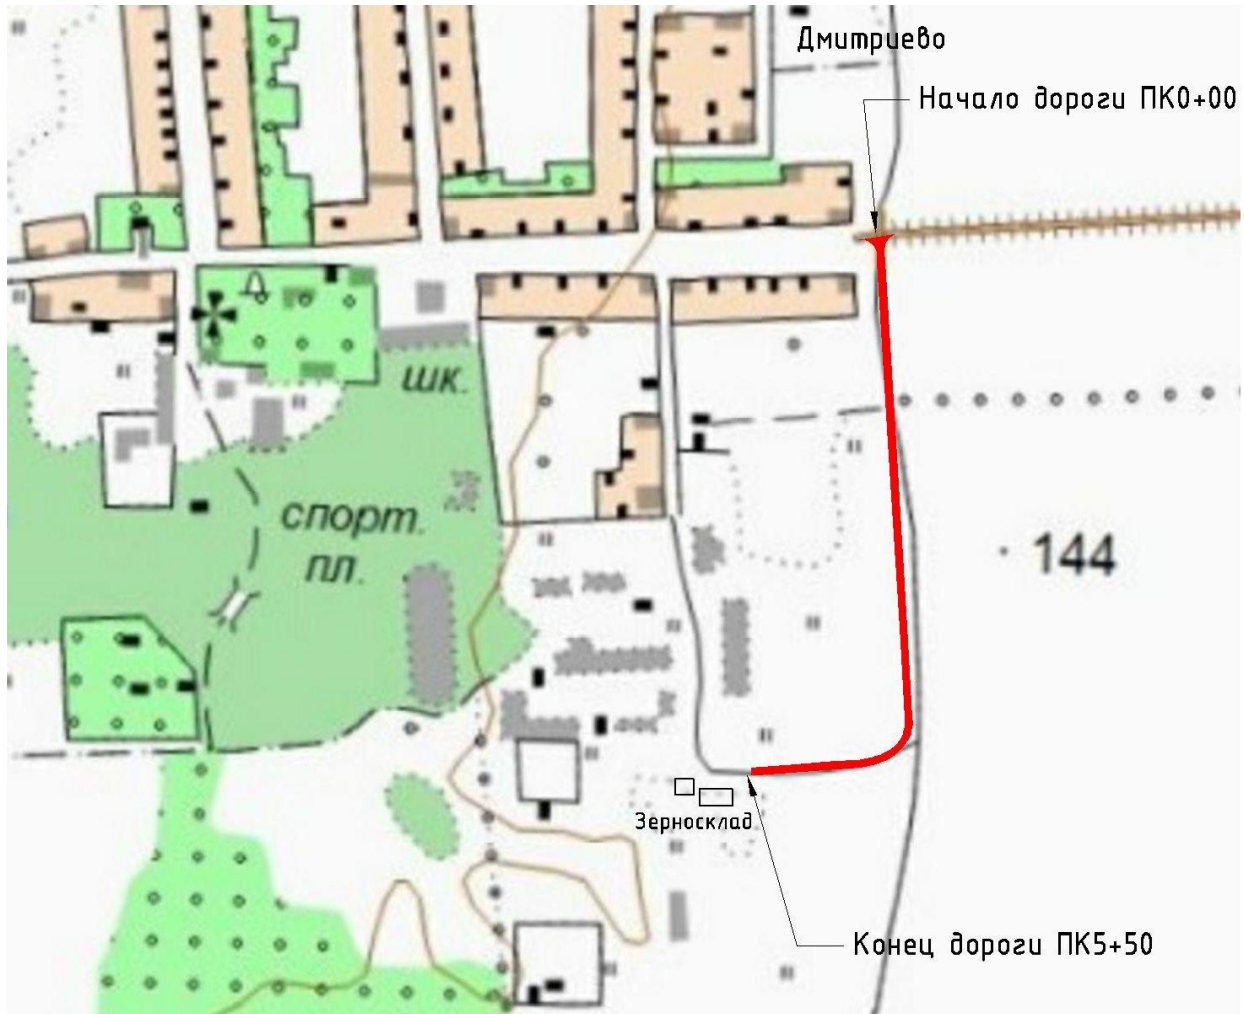 Дмитриево
Начало дороги ПК0+00
шк.
спорт.
пл.
144
Зерносклад
Конец дороги ПК5+50